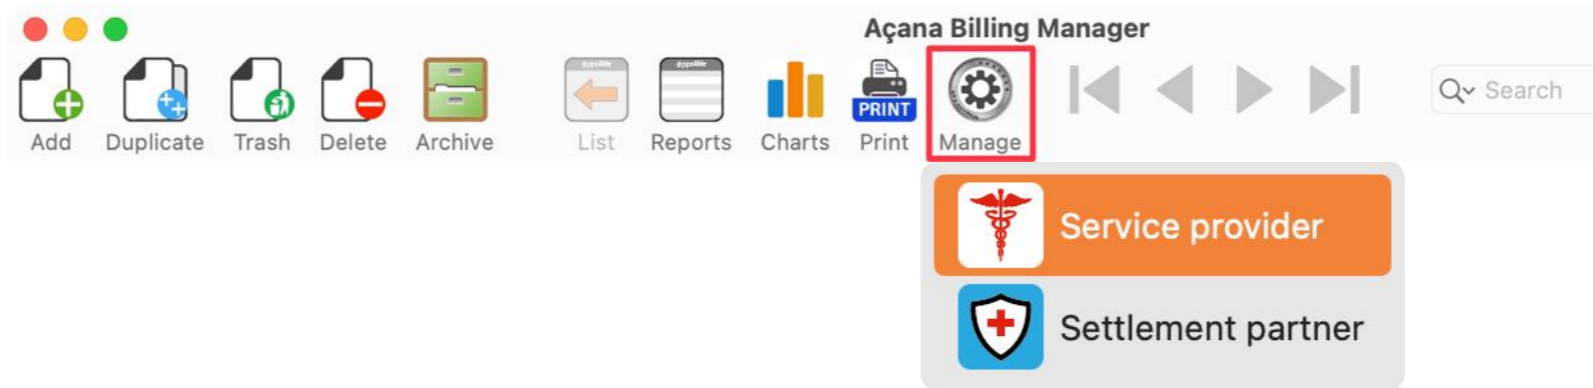 Açana Billing Manager
Add Duplicate Trash Delete Archive List Reports Charts PRINT Print Manage Search
Service provider
Settlement partner